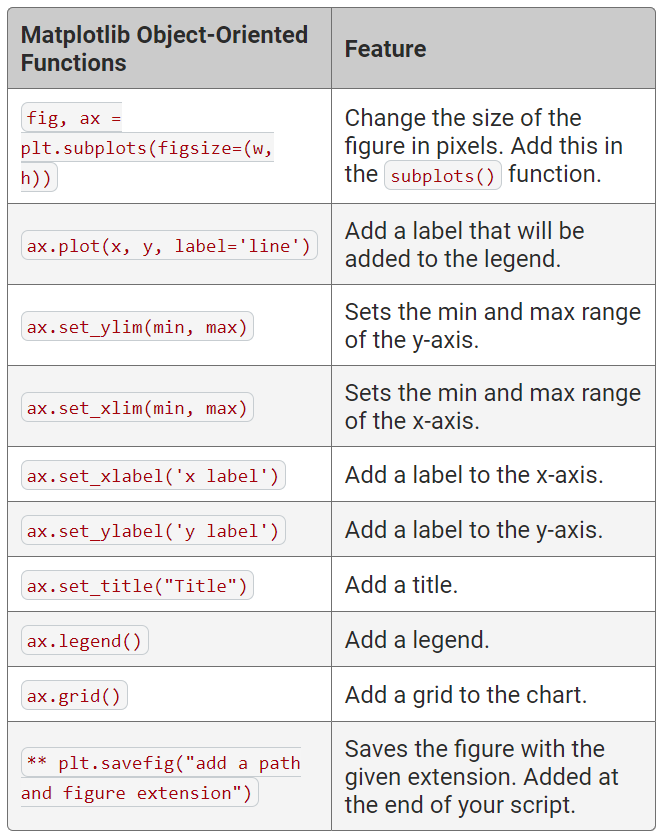 Matplotlib Object-Oriented
Functions
Feature
fig, ax =
plt.subplots(figsize=(w,
h))
Change the size of the
figure in pixels. Add this in
the subplots() function.
ax.plot(x, y, label='line')
Add a label that will be
added to the legend.
ax.set_ylim(min, max)
Sets the min and max range
of the y-axis.
ax.set_xlim(min, max)
Sets the min and max range
of the x-axis.
ax.set_xlabel('x label')
Add a label to the x-axis.
ax.set_ylabel('y label')
Add a label to the y-axis.
ax.set_title("Title")
Add a title.
ax.legend()
Add a legend.
ax.grid()
Add a grid to the chart.
** plt.savefig("add a path
and figure extension")
Saves the figure with the
given extension. Added at
the end of your script.